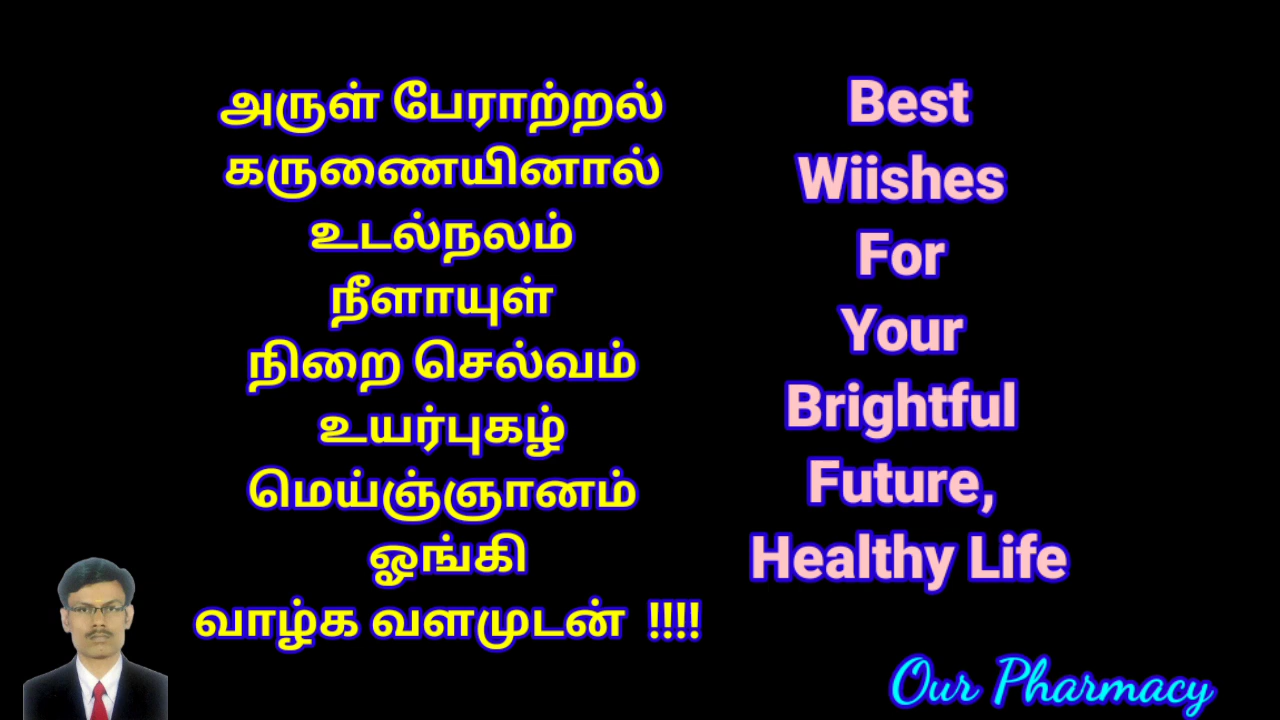 அருள் பேராற்றல்
கருணையினால்
உடல்நலம்
நீளாயுள்
நிறை செல்வம்
உயர்புகழ்
மெய்ஞ்ஞானம்
ஓங்கி
வாழ்க வளமுடன் !!!!
Best
Wiishes
For
Your
Brightful
Future,
Healthy Life
Our Pharmacy